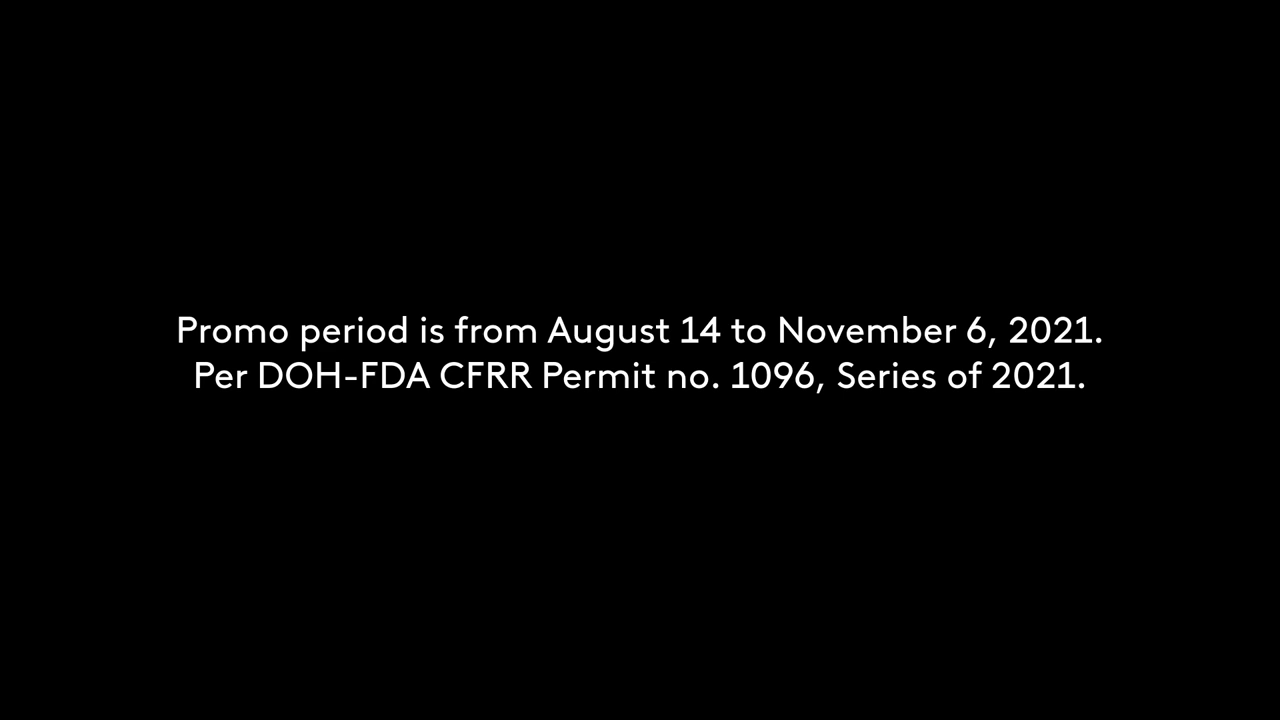 Promo period is from August 14 to November 6, 2021.
Per DOH-FDA CFRR Permit no. 1096, Series of 2021.